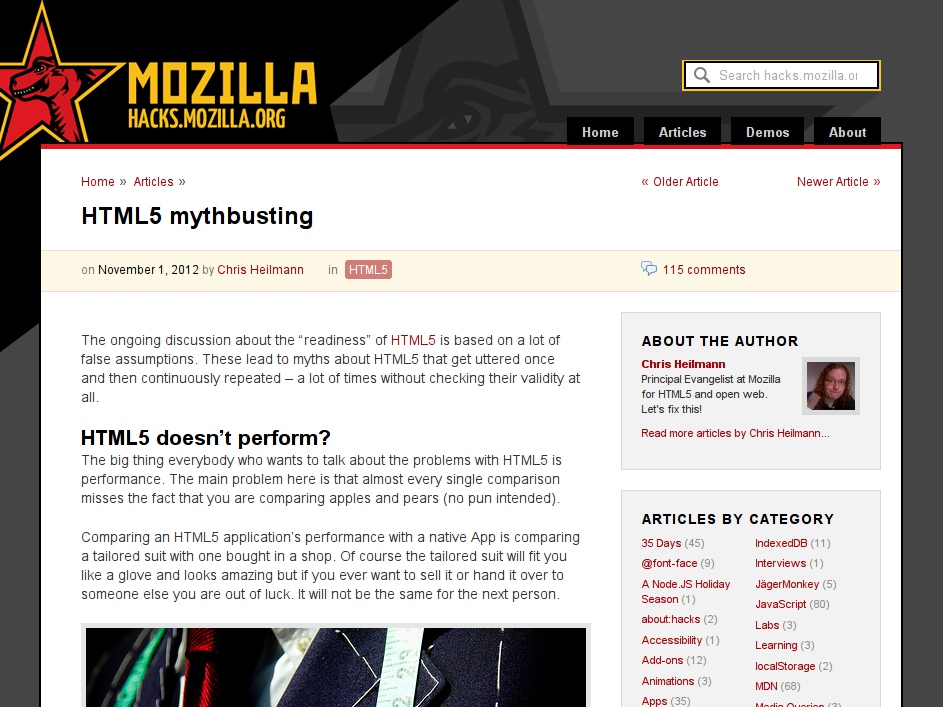 MOZILLA
HACKS.MOZILLA.ORG
Search hacks.mozilla.or
Home
Articles
Demos
About
Home » Articles »
« Older Article
Newer Article »
HTML5 mythbusting
on November 1, 2012 by Chris Heilmann in HTML5
115 comments
The ongoing discussion about the “readiness” of HTML5 is based on a lot of
false assumptions. These lead to myths about HTML5 that get uttered once
and then continuously repeated – a lot of times without checking their validity at
all.
HTML5 doesn’t perform?
The big thing everybody who wants to talk about the problems with HTML5 is
performance. The main problem here is that almost every single comparison
misses the fact that you are comparing apples and pears (no pun intended).
Comparing an HTML5 application’s performance with a native App is comparing
a tailored suit with one bought in a shop. Of course the tailored suit will fit you
like a glove and looks amazing but if you ever want to sell it or hand it over to
someone else you are out of luck. It will not be the same for the next person.
ABOUT THE AUTHOR
Chris Heilmann
Principal Evangelist at Mozilla
for HTML5 and open web.
Let's fix this!
Read more articles by Chris Heilmann...
ARTICLES BY CATEGORY
35 Days (45)
@font-face (9)
A Node.JS Holiday
Season (1)
about:hacks (2)
Accessibility (1)
Add-ons (12)
Animations (3)
Apps (35)
IndexedDB (11)
Interviews (1)
JägerMonkey (5)
JavaScript (80)
Labs (3)
Learning (3)
localStorage (2)
MDN (68)
Media Queries (3)